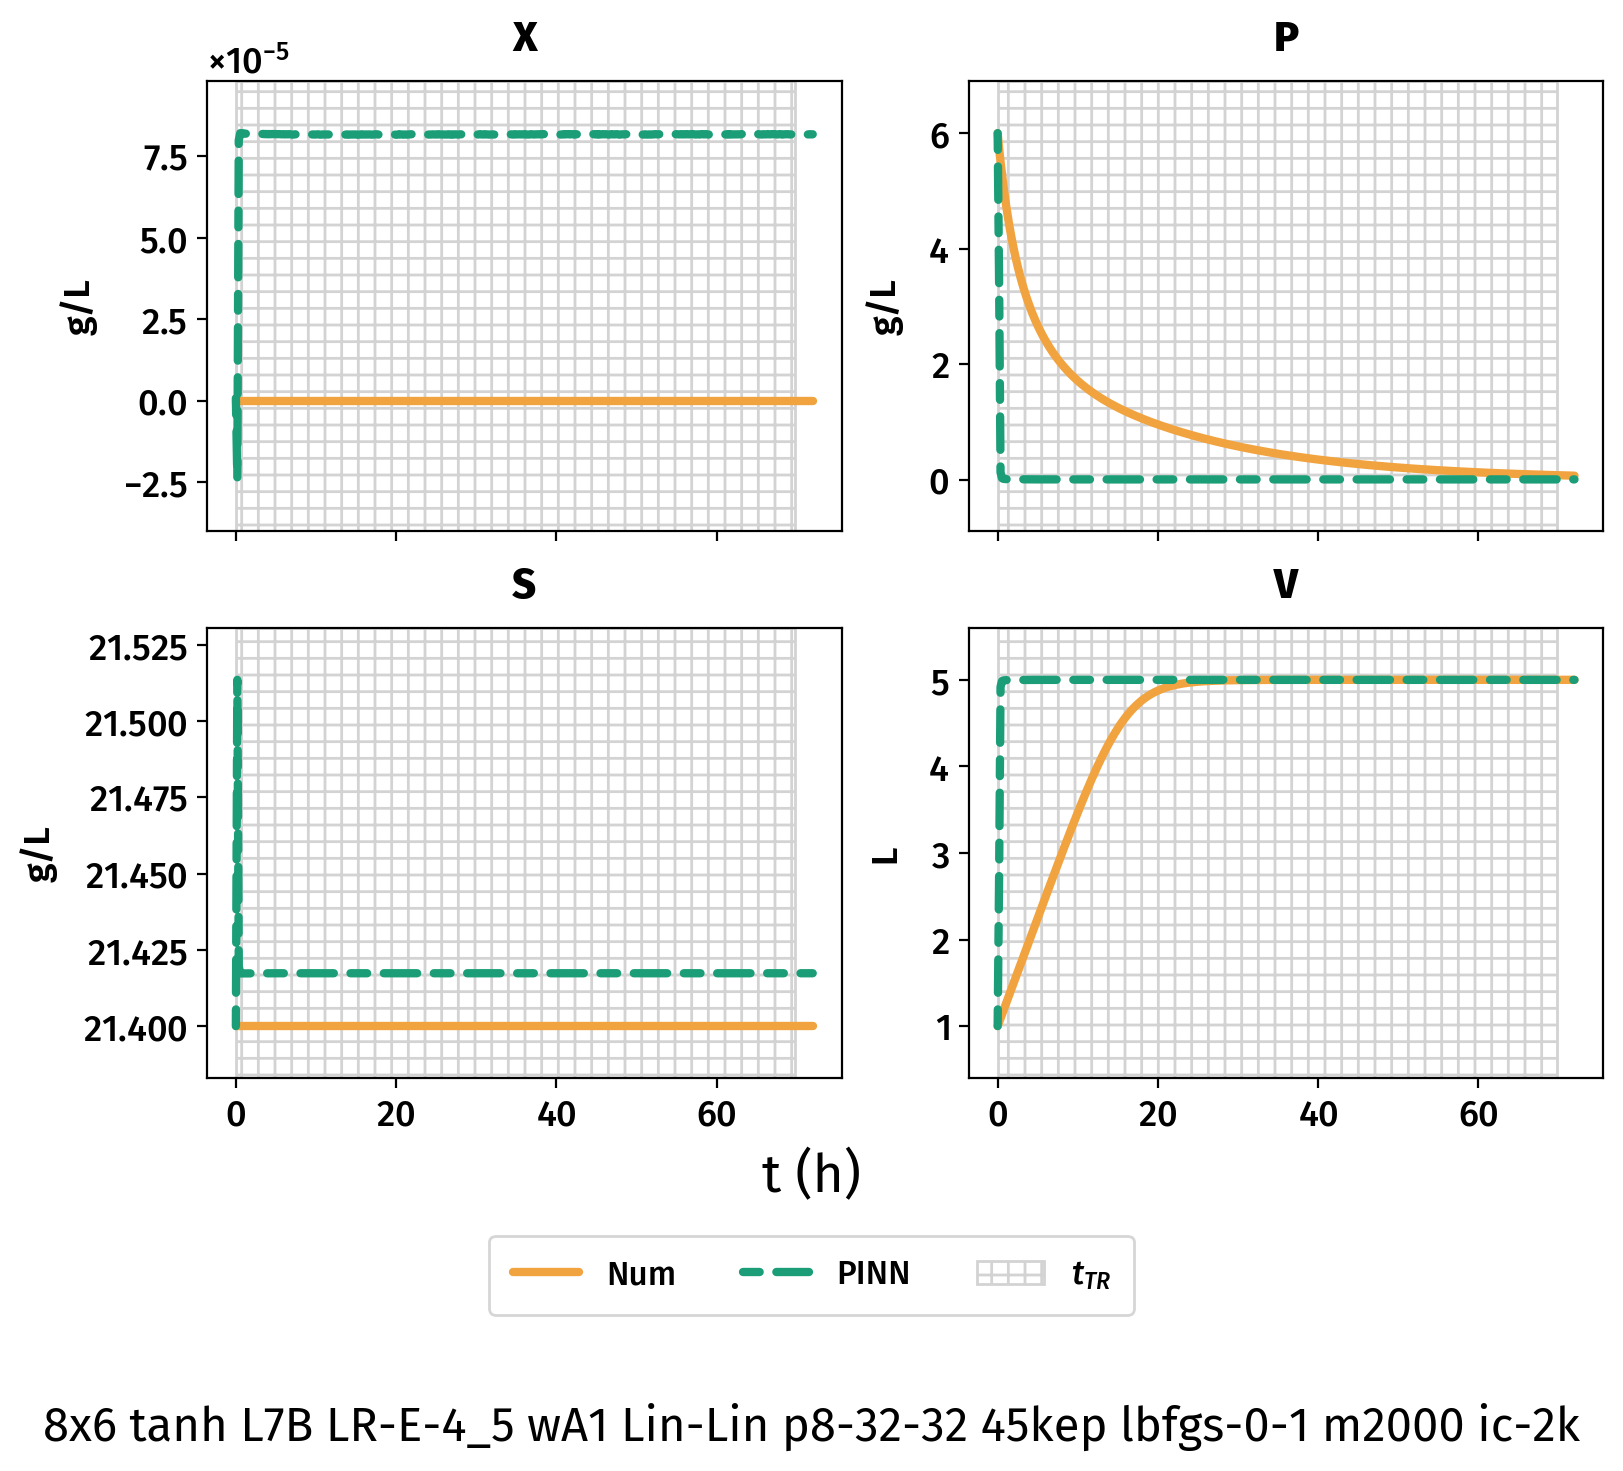 X
×10⁻⁵
g/L
7.5
5.0
2.5
0.0
−2.5
P
g/L
6
4
2
0
S
g/L
21.525
21.500
21.475
21.450
21.425
21.400
0 20 40 60
V
L
5
4
3
2
1
0 20 40 60
t (h)
Num PINN t_TR
8x6 tanh L7B LR-E-4_5 wA1 Lin-Lin p8-32-32 45kep lbfgs-0-1 m2000 ic-2k